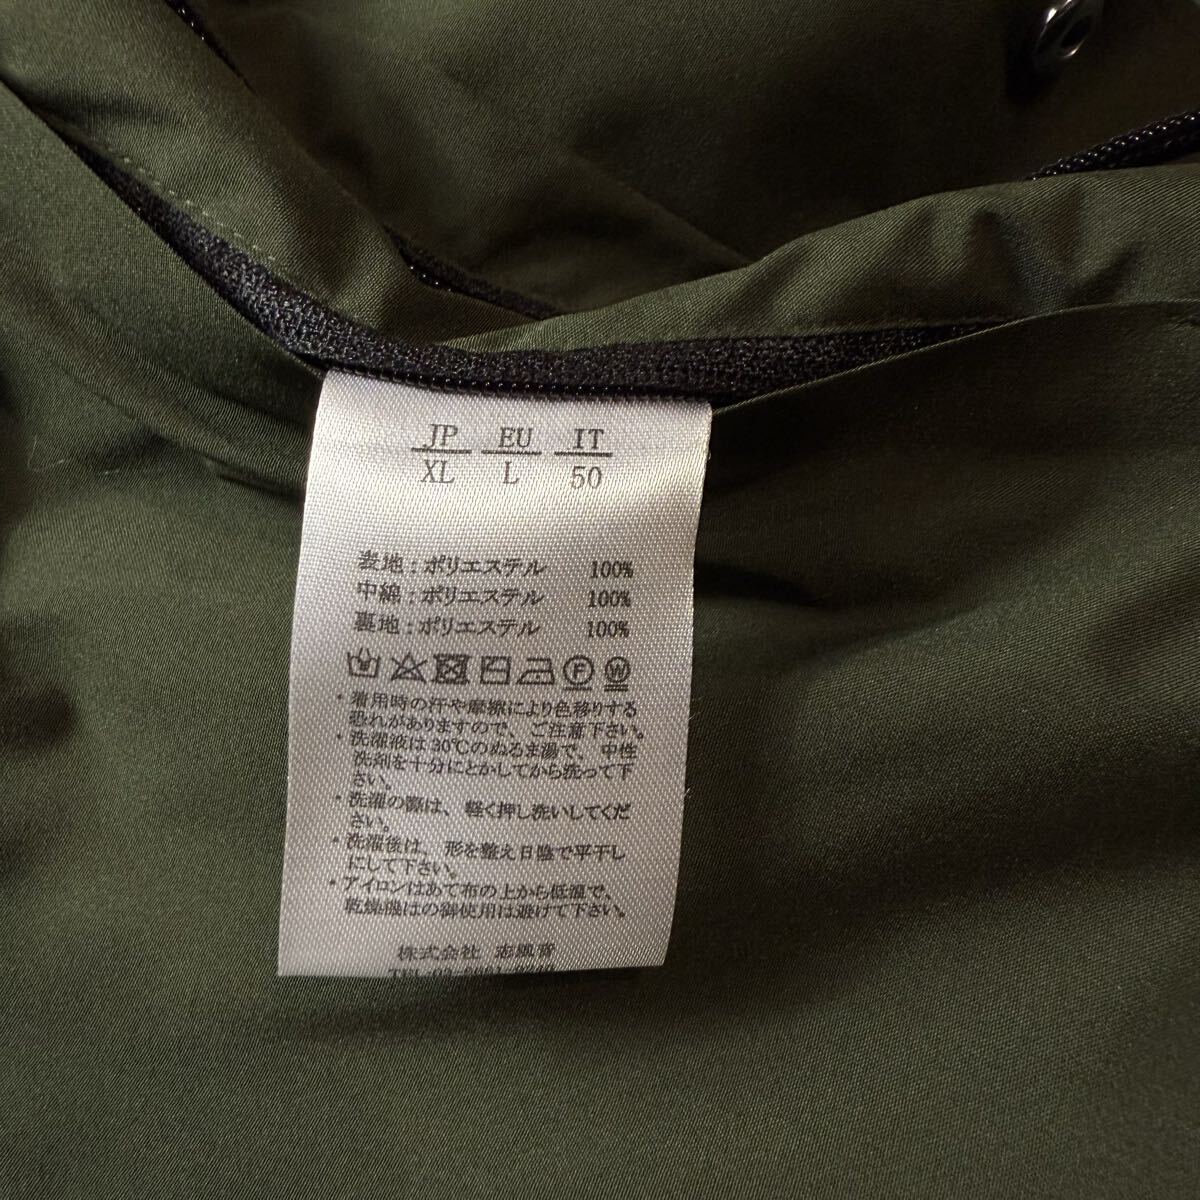 JP EU IT
XL L 50
表地:ポリエステル 100%
中綿:ポリエステル 100%
裏地:ポリエステル 100%
F W
・着用時の汗や摩擦により色移りする
恐れがありますので、ご注意下さい。
・洗濯液は30℃のぬるま湯で、中性
洗剤を十分にとかしてから洗って下
さい。
・洗濯の際は、軽く押し洗いしてくだ
さい。
・洗濯後は、形を整え日陰で平干し
にして下さい。
・アイロンはあて布の上から低温で、
乾燥機はの御使用は避けて下さい。
株式会社 志風音